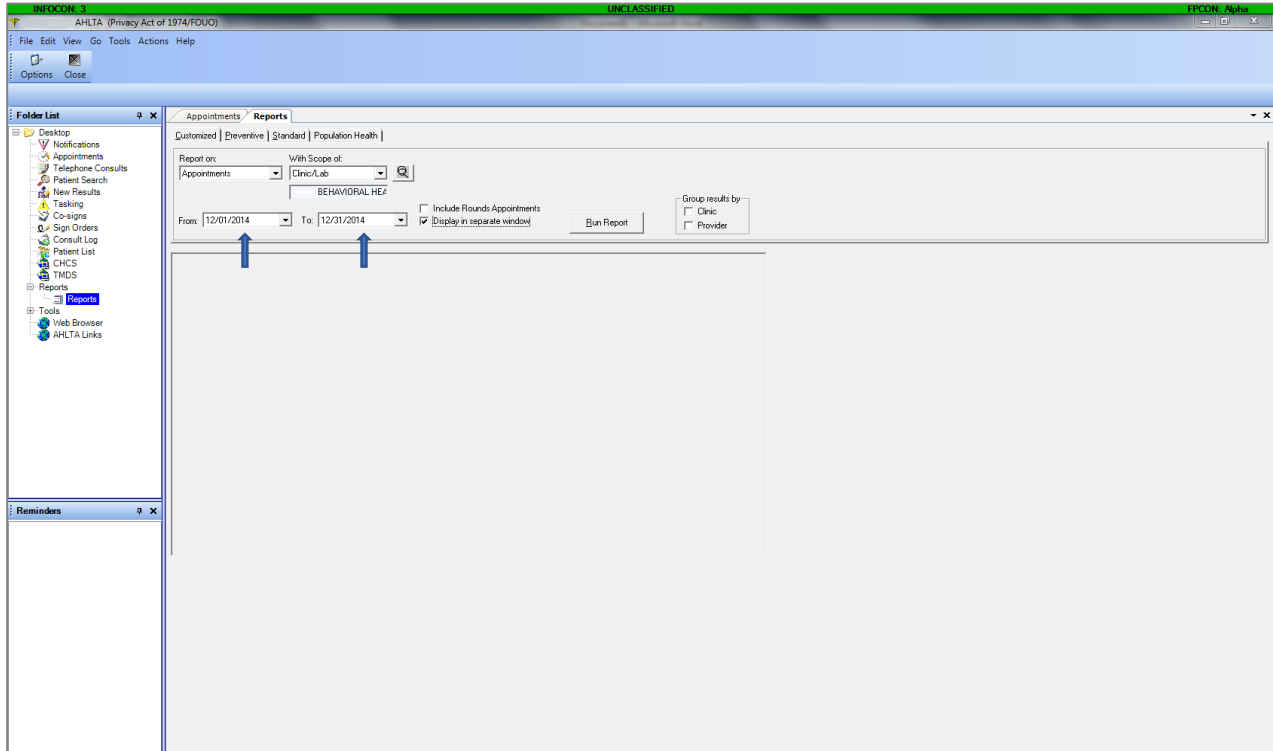 INFOCON: 3 UNCLASSIFIED FPCON: Alpha
AHLTA (Privacy Act of 1974/FOUO)
File Edit View Go Tools Actions Help
Options Close
Folder List
Desktop
Notifications
Appointments
Telephone Consults
Patient Search
New Results
Tasking
Co-signs
Sign Orders
Consult Log
Patient List
CHCS
TMDS
Reports
Reports
Tools
Web Browser
AHLTA Links
Reminders
Appointments Reports
Customized Preventive Standard Population Health
Report on: With Scope of:
Appointments Clinic/Lab
BEHAVIORAL HEA
Include Rounds Appointments
From: 12/01/2014 To: 12/31/2014 Display in separate window Run Report
Group results by
Clinic
Provider